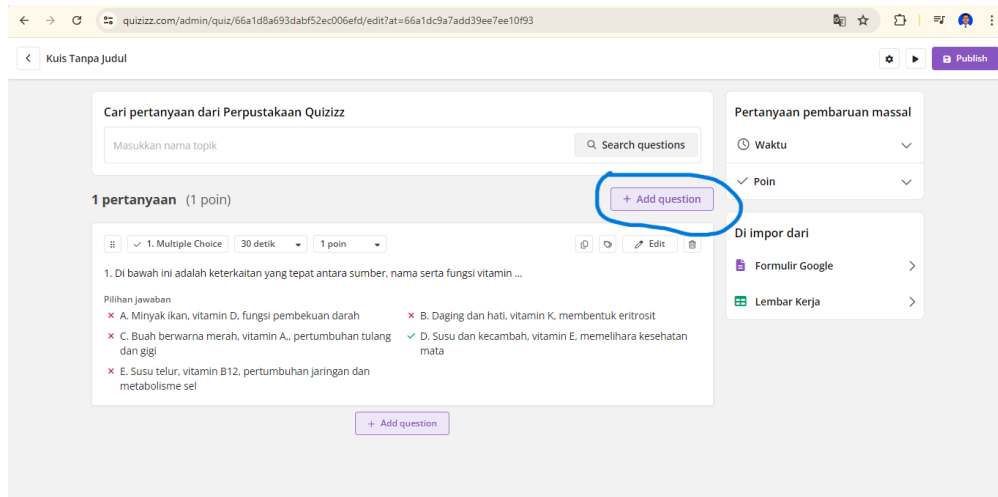 quizizz.com/admin/quiz/66a1d8a693dabf52ec006efd/edit?at=66a1dc9a7add39ee7ee10f93
Kuis Tanpa Judul
Publish
Cari pertanyaan dari Perpustakaan Quizizz
Masukkan nama topik
Search questions
1 pertanyaan (1 poin)
+ Add question
1. Multiple Choice
30 detik
1 poin
Edit
1. Di bawah ini adalah keterkaitan yang tepat antara sumber, nama serta fungsi vitamin ...
Pilihan jawaban
A. Minyak ikan, vitamin D, fungsi pembekuan darah
B. Daging dan hati, vitamin K, membentuk eritrosit
C. Buah berwarna merah, vitamin A,, pertumbuhan tulang
dan gigi
D. Susu dan kecambah, vitamin E, memelihara kesehatan
mata
E. Susu telur, vitamin B12, pertumbuhan jaringan dan
metabolisme sel
+ Add question
Pertanyaan pembaruan massal
Waktu
Poin
Di impor dari
Formulir Google
Lembar Kerja